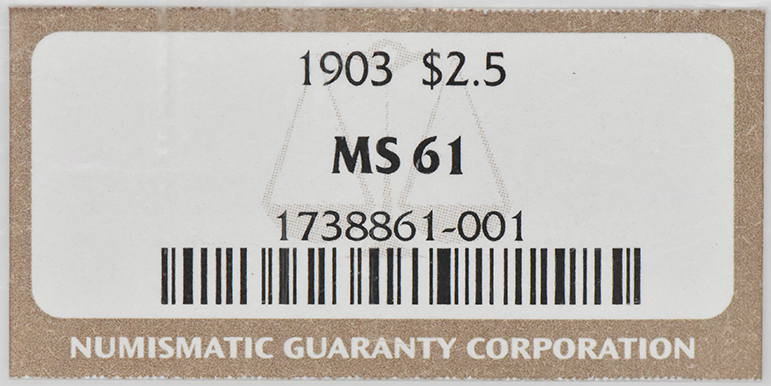 1903 $2.5
MS 61
1738861-001
NUMISMATIC GUARANTY CORPORATION